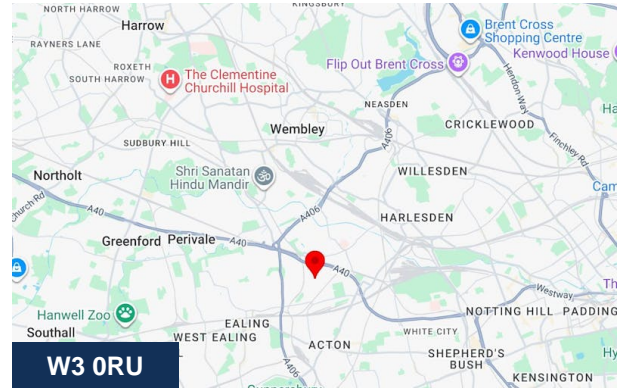 KINGSBURY
NORTH HARROW
Harrow
RAYNERS LANE
Brent Cross
Shopping Centre
Flip Out Brent Cross
Kenwood House
ROXETH
SOUTH HARROW
The Clementine
Churchill Hospital
Hendon Way
NEASDEN
A406
CRICKLEWOOD
Wembley
SUDBURY HILL
Finchley Rd
Shri Sanatan
Hindu Mandir
WILLESDEN
Northolt
Church Rd
A40
A406
HARLESDEN
Greenford
Perivale
A40
A40
Hanwell Zoo
Westway
NOTTING HILL
PADDING
Southall
EALING
WEST EALING
ACTON
WHITE CITY
SHEPHERD'S
BUSH
KENSINGTON
W3 0RU